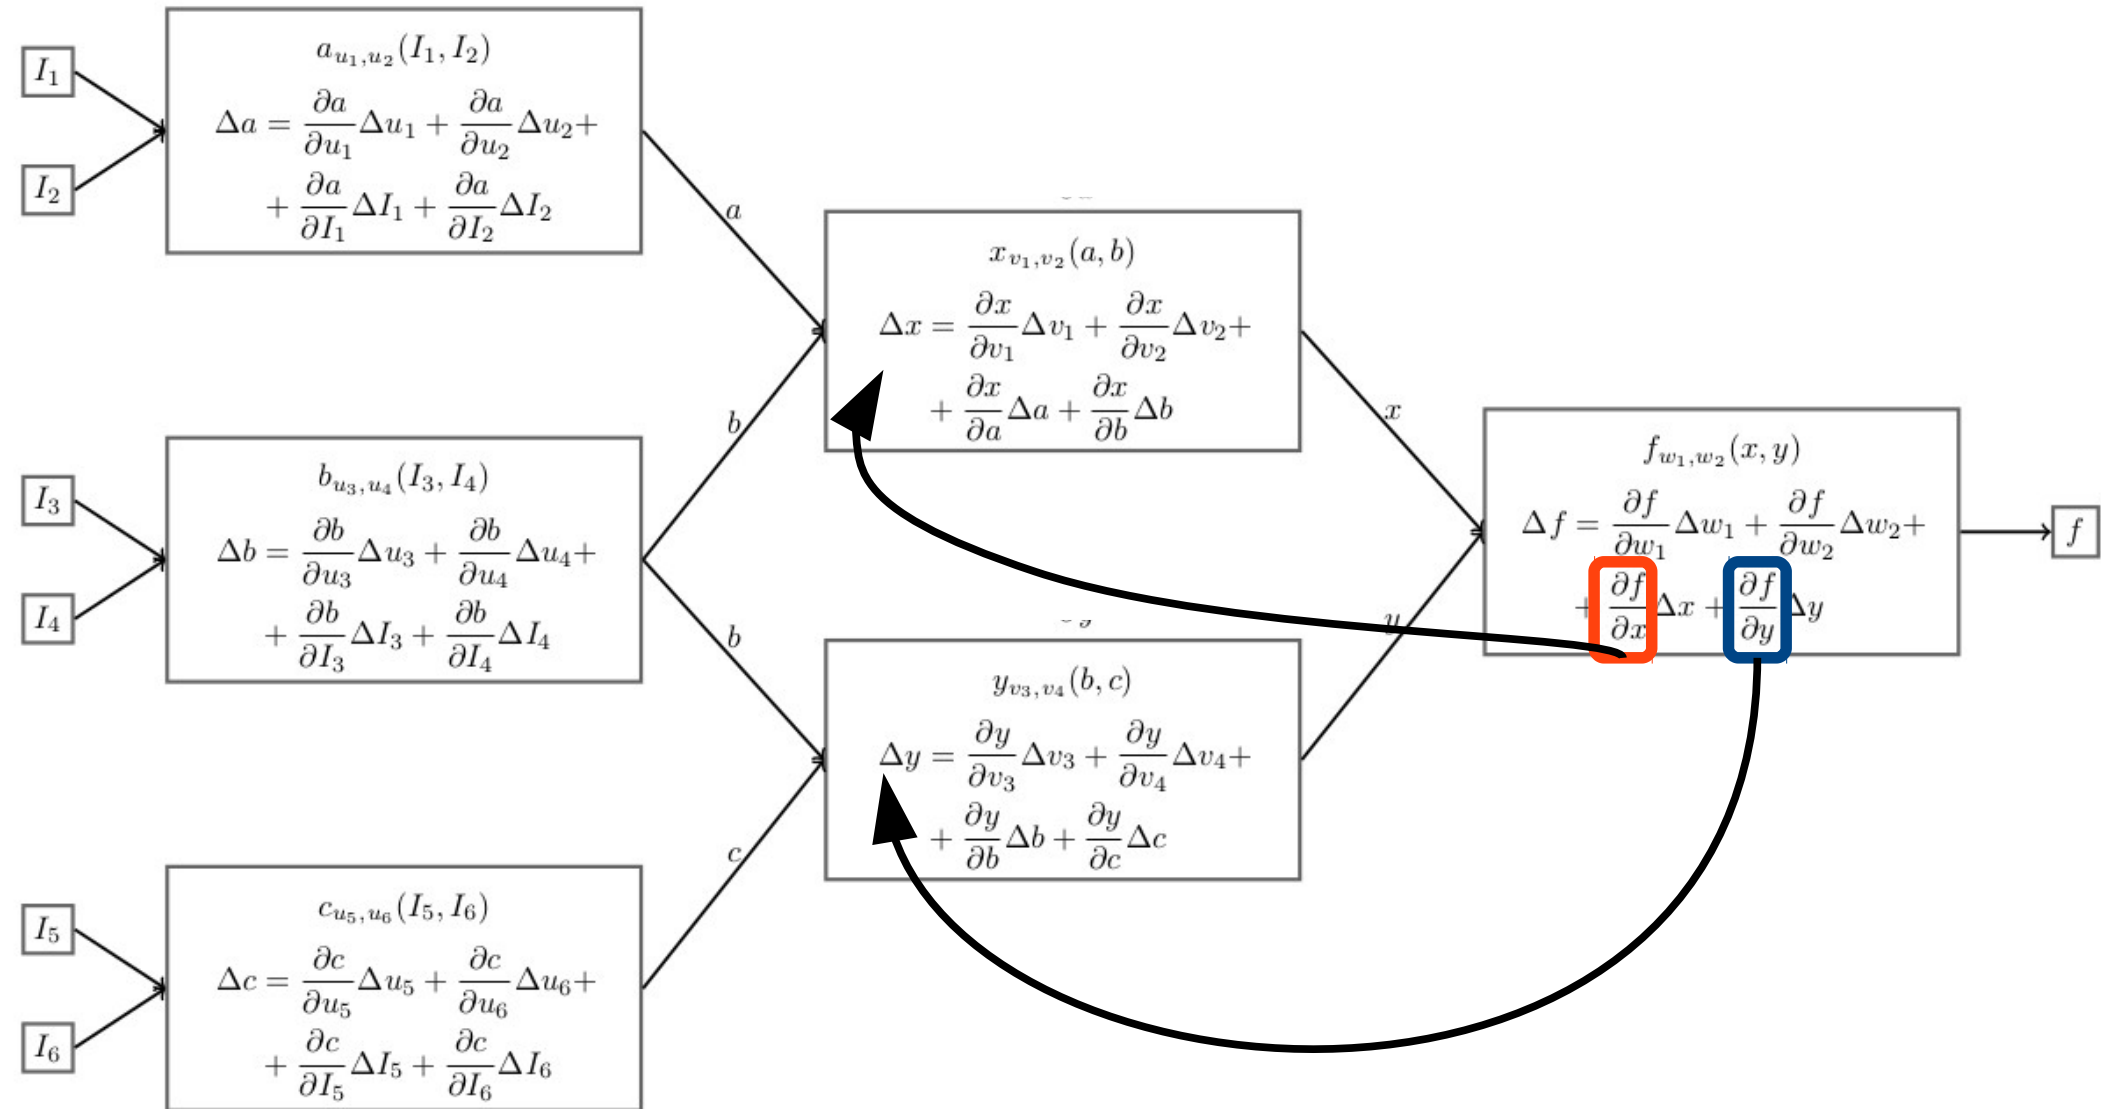 I₁
I₂
a_{u₁,u₂}(I₁, I₂)
Δa = ∂a/∂u₁ Δu₁ + ∂a/∂u₂ Δu₂+
+ ∂a/∂I₁ ΔI₁ + ∂a/∂I₂ ΔI₂
a
I₃
I₄
b_{u₃,u₄}(I₃, I₄)
Δb = ∂b/∂u₃ Δu₃ + ∂b/∂u₄ Δu₄+
+ ∂b/∂I₃ ΔI₃ + ∂b/∂I₄ ΔI₄
b
b
I₅
I₆
c_{u₅,u₆}(I₅, I₆)
Δc = ∂c/∂u₅ Δu₅ + ∂c/∂u₆ Δu₆+
+ ∂c/∂I₅ ΔI₅ + ∂c/∂I₆ ΔI₆
c
x_{v₁,v₂}(a, b)
Δx = ∂x/∂v₁ Δv₁ + ∂x/∂v₂ Δv₂+
+ ∂x/∂a Δa + ∂x/∂b Δb
x
y_{v₃,v₄}(b, c)
Δy = ∂y/∂v₃ Δv₃ + ∂y/∂v₄ Δv₄+
+ ∂y/∂b Δb + ∂y/∂c Δc
y
f_{w₁,w₂}(x, y)
Δf = ∂f/∂w₁ Δw₁ + ∂f/∂w₂ Δw₂+
+ ∂f/∂x Δx + ∂f/∂y Δy
f